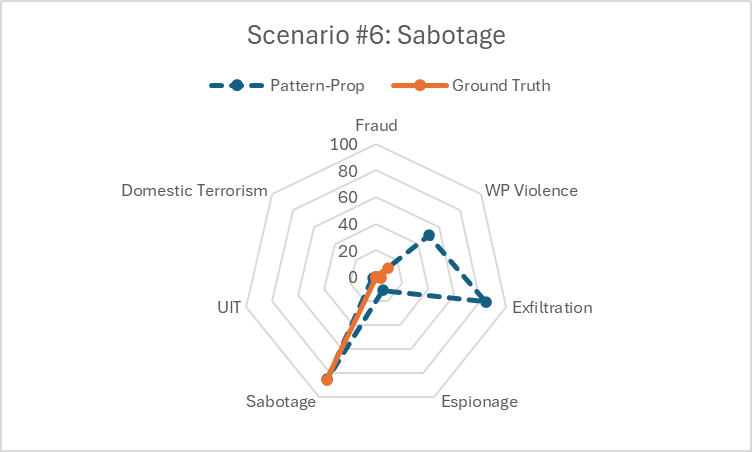 Scenario #6: Sabotage
Pattern-Prop
Ground Truth
Fraud
100
80
60
40
20
0
WP Violence
Exfiltration
Espionage
Sabotage
UIT
Domestic Terrorism